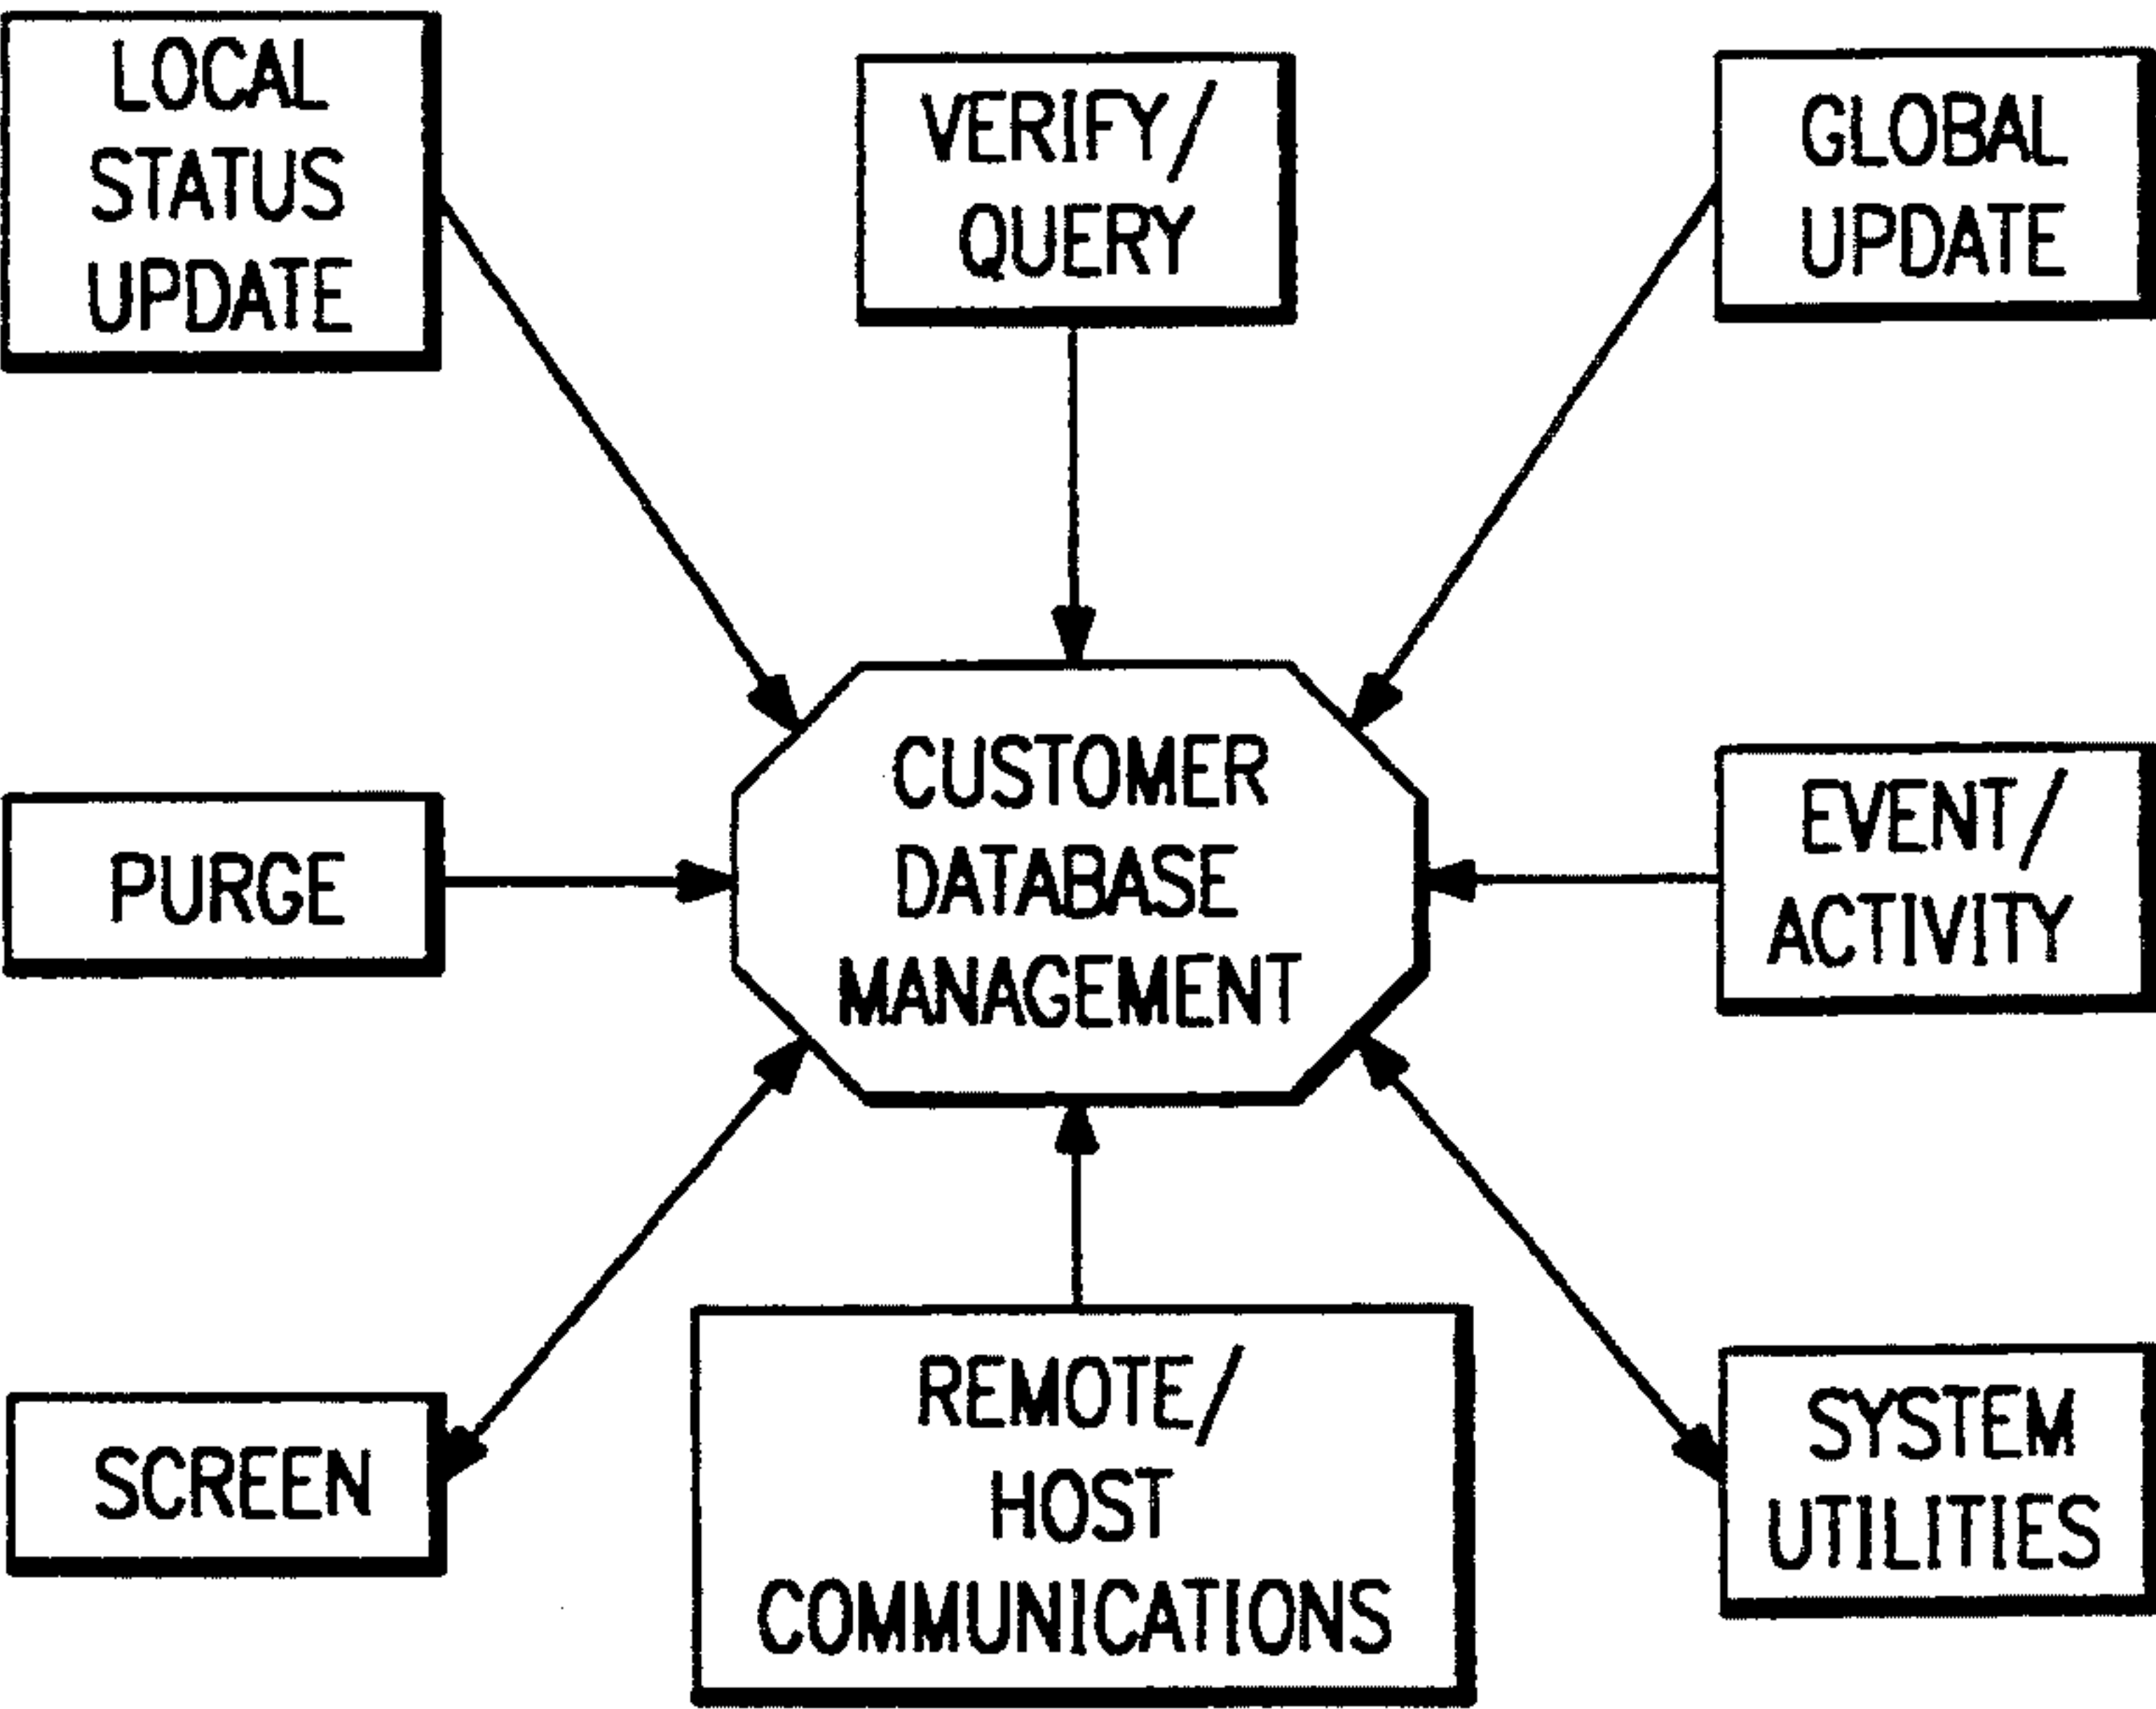 LOCAL
STATUS
UPDATE
VERIFY/
QUERY
GLOBAL
UPDATE
CUSTOMER
DATABASE
MANAGEMENT
PURGE
EVENT/
ACTIVITY
SCREEN
REMOTE/
HOST
COMMUNICATIONS
SYSTEM
UTILITIES